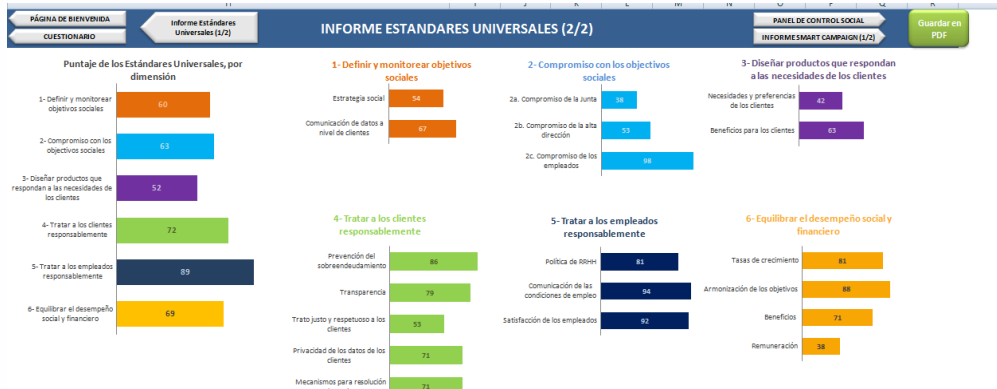 PÁGINA DE BIENVENIDA
CUESTIONARIO
Informe Estándares
Universales (1/2)
INFORME ESTANDARES UNIVERSALES (2/2)
PANEL DE CONTROL SOCIAL
INFORME SMART CAMPAIGN (1/2)
Guardar en
PDF
Puntaje de los Estándares Universales, por
dimensión
1- Definir y monitorear
objetivos sociales
60
2- Compromiso con los
objectivos sociales
63
3- Diseñar productos que
respondan a las necesidades de
los clientes
52
4- Tratar a los clientes
responsablemente
72
5- Tratar a los empleados
responsablemente
89
6- Equilibrar el desempeño
social y financiero
69
1- Definir y monitorear objetivos
sociales
Estrategia social
54
Comunicación de datos a
nivel de clientes
67
2- Compromiso con los objectivos
sociales
2a. Compromiso de la Junta
38
2b. Compromiso de la alta
dirección
53
2c. Compromiso de los
empleados
98
3- Diseñar productos que respondan
a las necesidades de los clientes
Necesidades y preferencias
de los clientes
42
Beneficios para los clientes
63
4- Tratar a los clientes
responsablemente
Prevención del
sobreendeudamiento
86
Transparencia
79
Trato justo y respetuoso a los
clientes
53
Privacidad de los datos de los
clientes
71
Mecanismos para resolución
71
5- Tratar a los empleados
responsablemente
Política de RRHH
81
Comunicación de las
condiciones de empleo
94
Satisfacción de los empleados
92
6- Equilibrar el desempeño social y
financiero
Tasas de crecimiento
81
Armonización de los objetivos
88
Beneficios
71
Remuneración
38